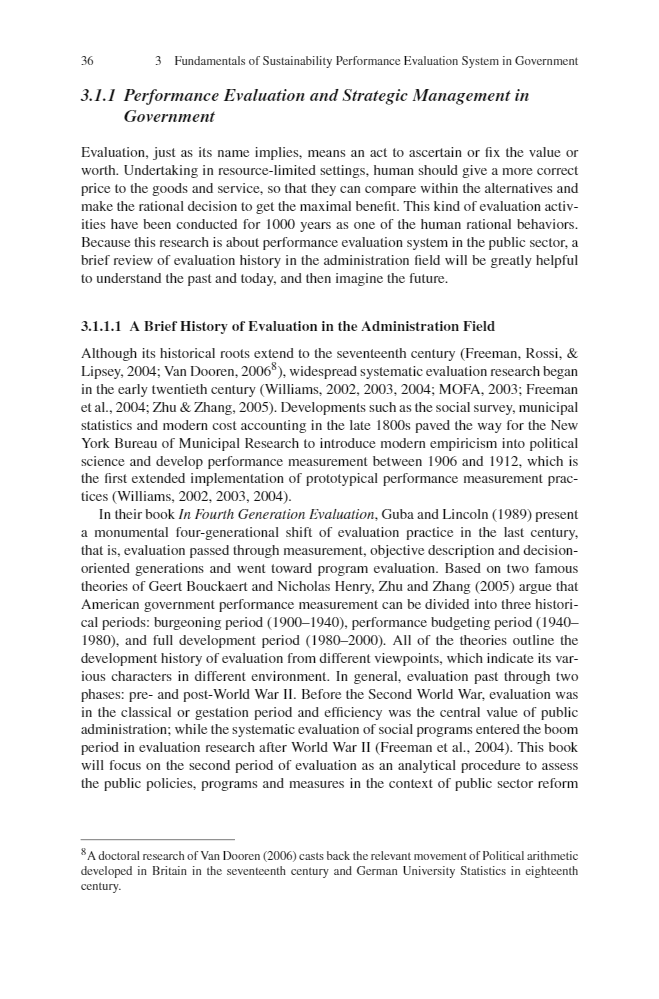 36 3 Fundamentals of Sustainability Performance Evaluation System in Government
3.1.1 Performance Evaluation and Strategic Management in
Government
Evaluation, just as its name implies, means an act to ascertain or fix the value or
worth. Undertaking in resource-limited settings, human should give a more correct
price to the goods and service, so that they can compare within the alternatives and
make the rational decision to get the maximal benefit. This kind of evaluation activ-
ities have been conducted for 1000 years as one of the human rational behaviors.
Because this research is about performance evaluation system in the public sector, a
brief review of evaluation history in the administration field will be greatly helpful
to understand the past and today, and then imagine the future.
3.1.1.1 A Brief History of Evaluation in the Administration Field
Although its historical roots extend to the seventeenth century (Freeman, Rossi, &
Lipsey, 2004; Van Dooren, 2006⁸), widespread systematic evaluation research began
in the early twentieth century (Williams, 2002, 2003, 2004; MOFA, 2003; Freeman
et al., 2004; Zhu & Zhang, 2005). Developments such as the social survey, municipal
statistics and modern cost accounting in the late 1800s paved the way for the New
York Bureau of Municipal Research to introduce modern empiricism into political
science and develop performance measurement between 1906 and 1912, which is
the first extended implementation of prototypical performance measurement prac-
tices (Williams, 2002, 2003, 2004).
In their book In Fourth Generation Evaluation, Guba and Lincoln (1989) present
a monumental four-generational shift of evaluation practice in the last century,
that is, evaluation passed through measurement, objective description and decision-
oriented generations and went toward program evaluation. Based on two famous
theories of Geert Bouckaert and Nicholas Henry, Zhu and Zhang (2005) argue that
American government performance measurement can be divided into three histori-
cal periods: burgeoning period (1900–1940), performance budgeting period (1940–
1980), and full development period (1980–2000). All of the theories outline the
development history of evaluation from different viewpoints, which indicate its var-
ious characters in different environment. In general, evaluation past through two
phases: pre- and post-World War II. Before the Second World War, evaluation was
in the classical or gestation period and efficiency was the central value of public
administration; while the systematic evaluation of social programs entered the boom
period in evaluation research after World War II (Freeman et al., 2004). This book
will focus on the second period of evaluation as an analytical procedure to assess
the public policies, programs and measures in the context of public sector reform
⁸A doctoral research of Van Dooren (2006) casts back the relevant movement of Political arithmetic
developed in Britain in the seventeenth century and German University Statistics in eighteenth
century.